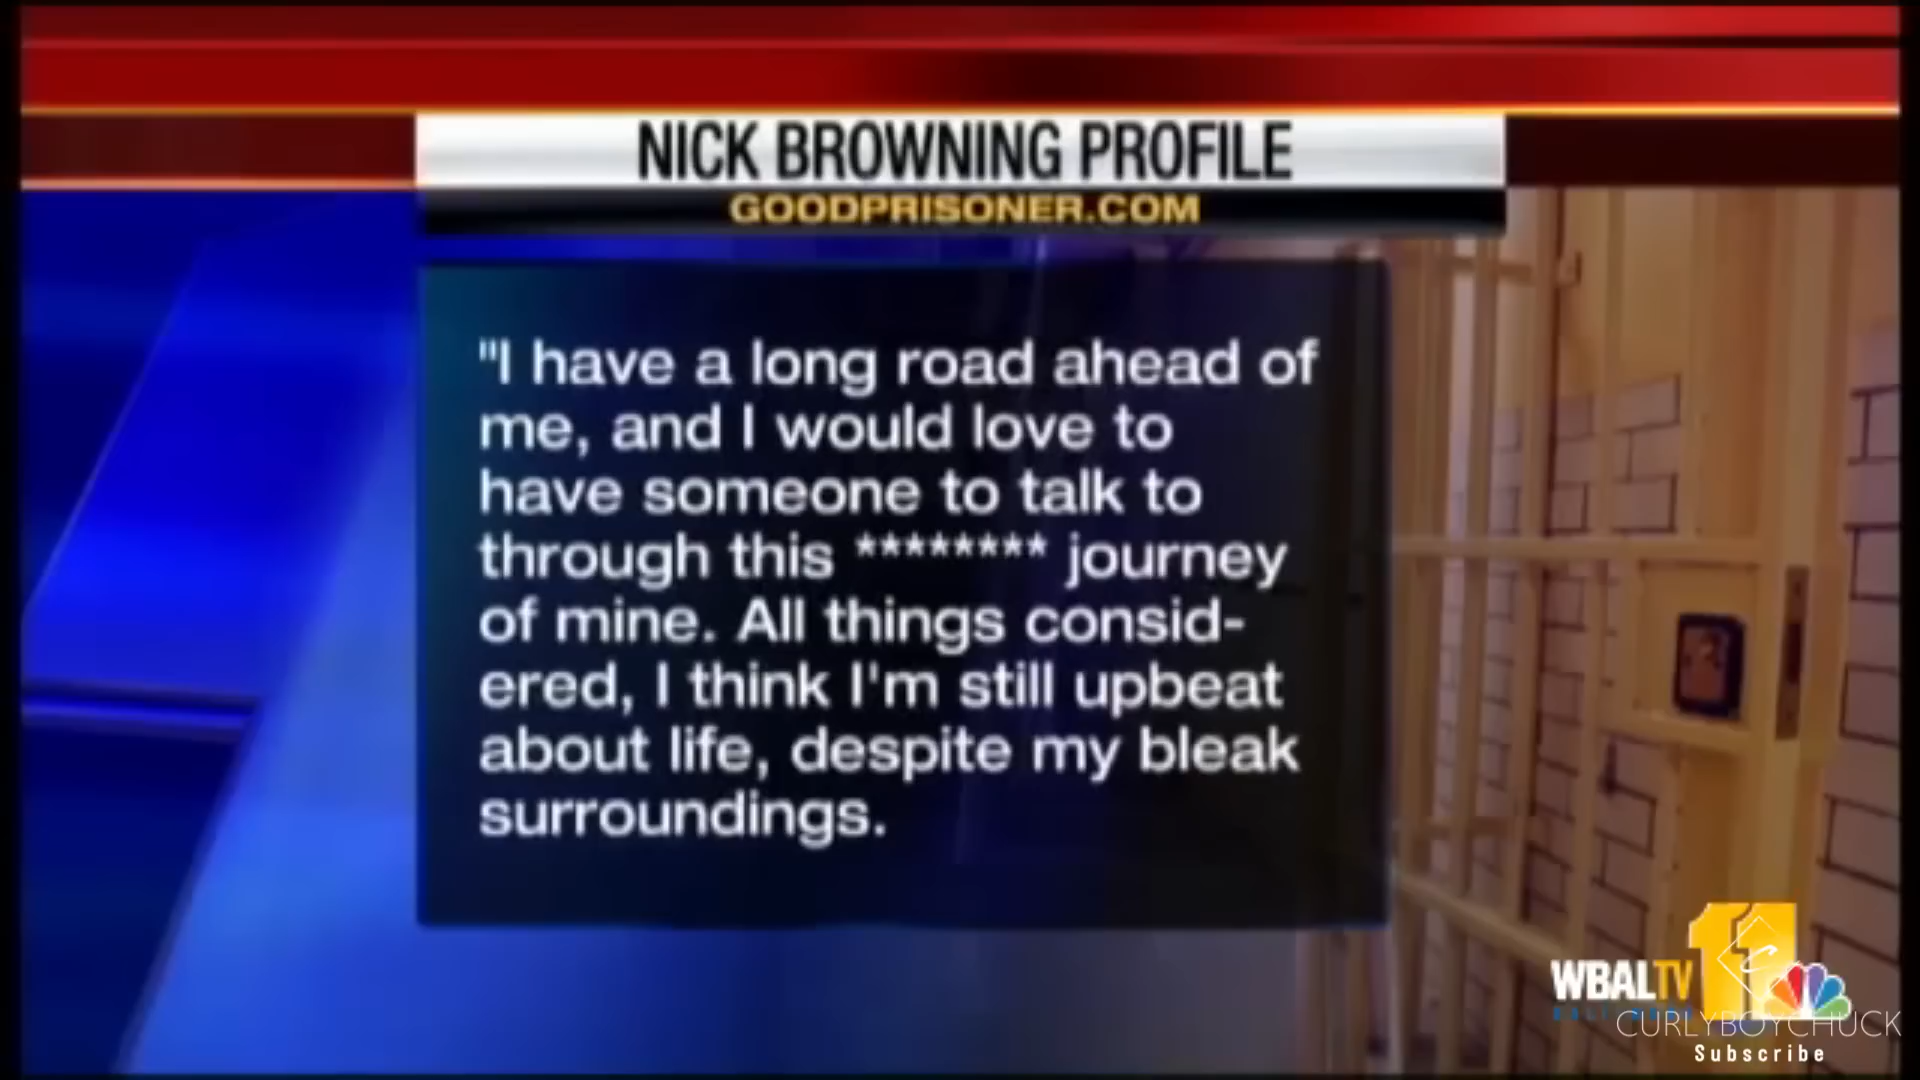 NICK BROWNING PROFILE
GOODPRISONER.COM
"I have a long road ahead of
me, and I would love to
have someone to talk to
through this ******** journey
of mine. All things consid-
ered, I think I'm still upbeat
about life, despite my bleak
surroundings.
WBALTV 11
CURLYBOYCHUCK
Subscribe